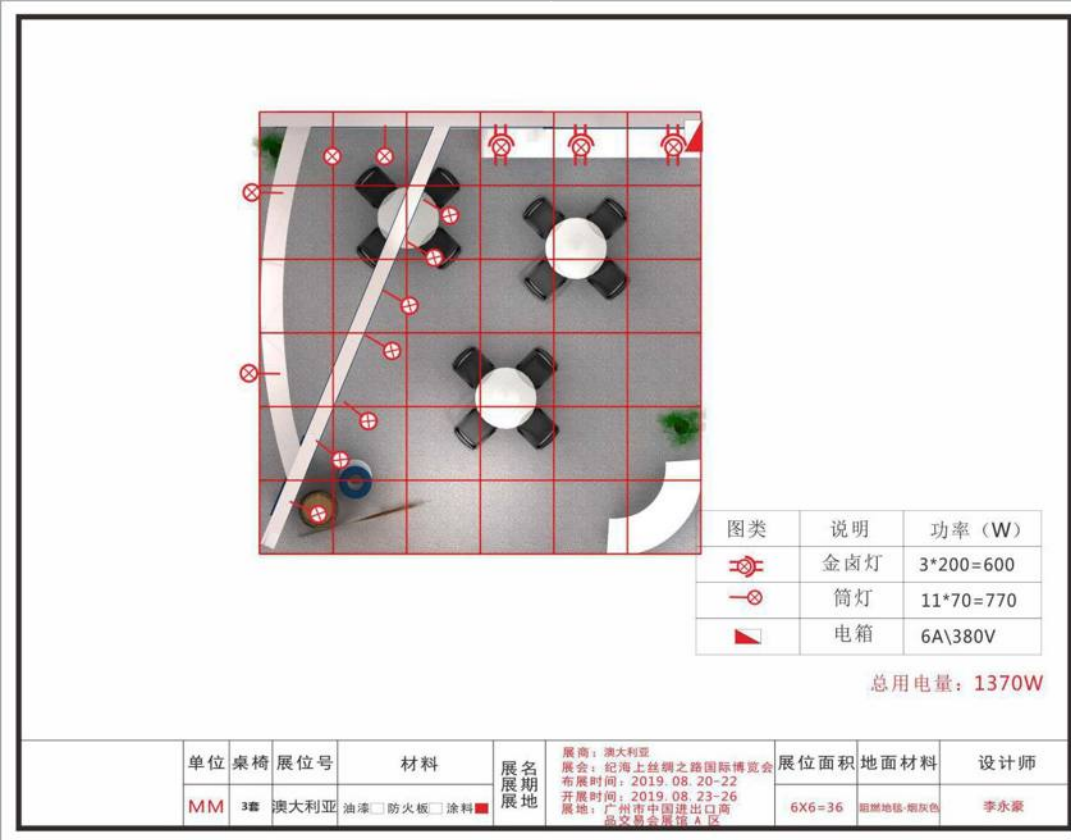 图类 说明 功率（W）
金卤灯 3*200=600
筒灯 11*70=770
电箱 6A\380V
总用电量：1370W
单位 桌椅 展位号 材料
MM 3套 澳大利亚 油漆 防火板 涂料
展名
展期
展地
展商：澳大利亚
展会：纪海上丝绸之路国际博览会
布展时间：2019.08.20-22
开展时间：2019.08.23-26
展地：广州市中国进出口商
品交易会展馆 A 区
展位面积 地面材料 设计师
6X6=36 阻燃地毯-烟灰色 李永豪